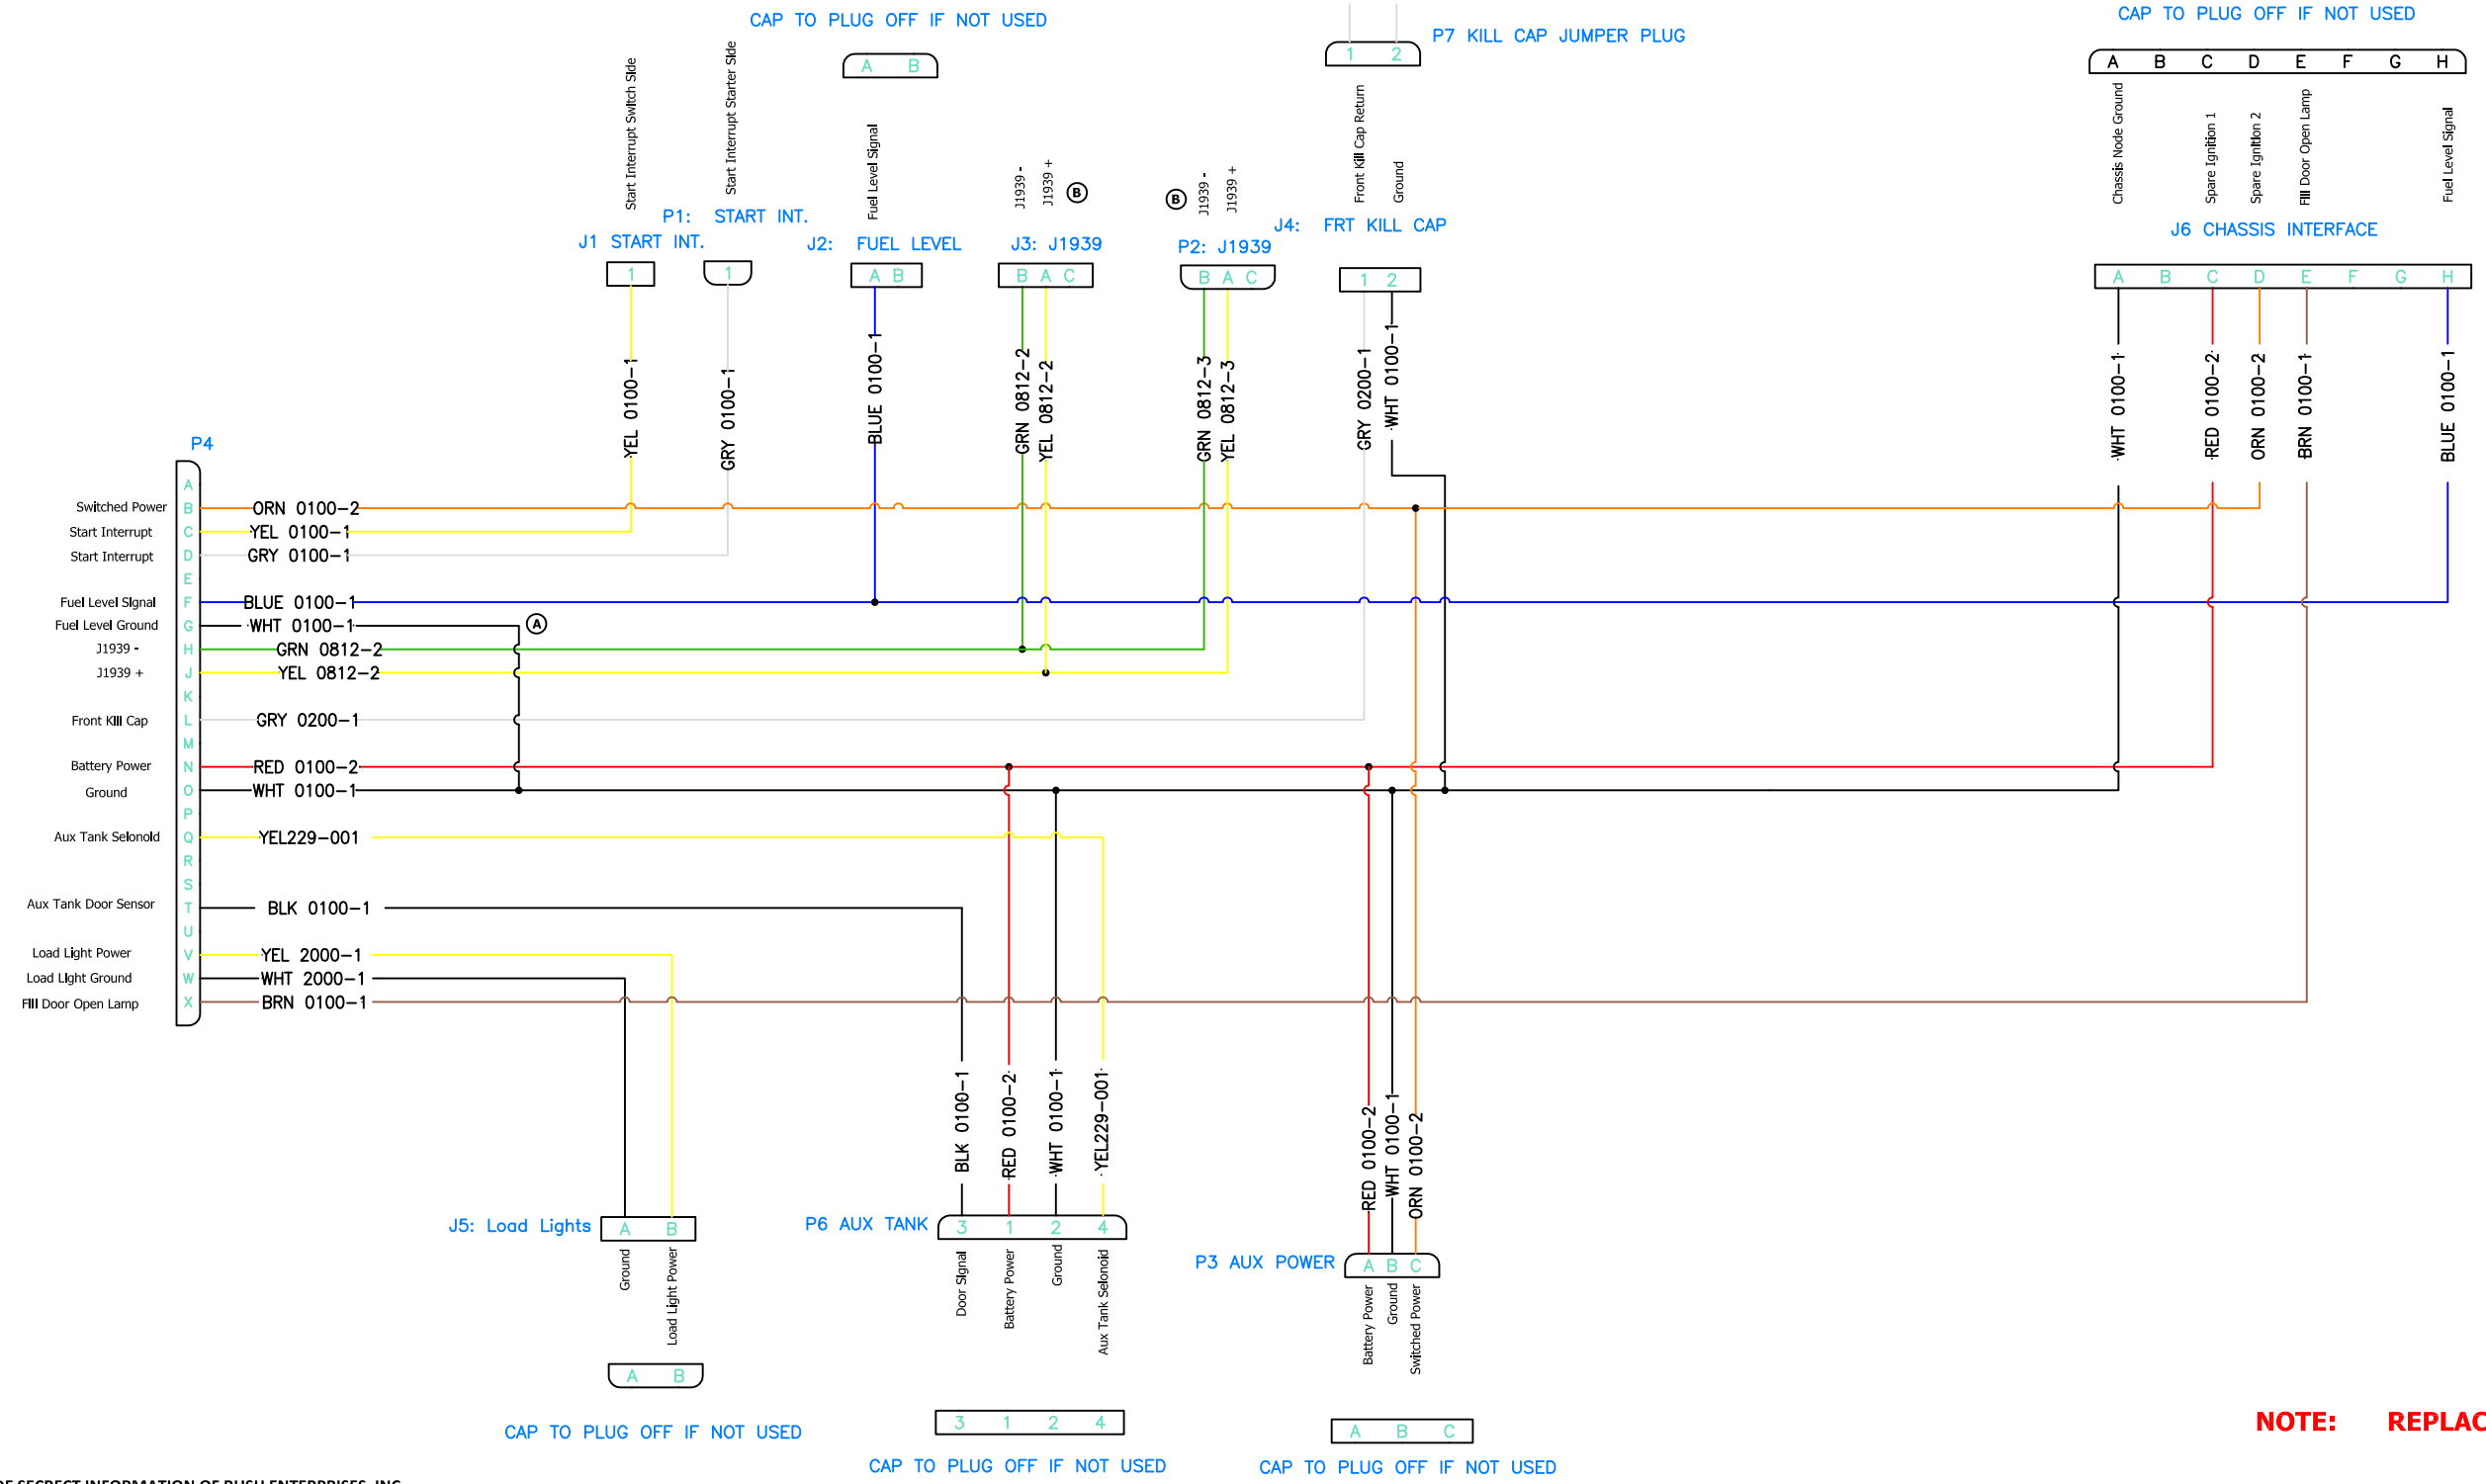 CAP TO PLUG OFF IF NOT USED
A B
P7 KILL CAP JUMPER PLUG
1 2
CAP TO PLUG OFF IF NOT USED
A B C D E F G H
Start Interrupt Switch Side
Start Interrupt Starter Side
Fuel Level Signal
J1939 -
J1939 +
B
B
J1939 -
J1939 +
Front Kill Cap Return
Ground
Chassis Node Ground
Spare Ignition 1
Spare Ignition 2
Fill Door Open Lamp
Fuel Level Signal
J1 START INT.
P1: START INT.
J2: FUEL LEVEL
J3: J1939
P2: J1939
J4: FRT KILL CAP
J6 CHASSIS INTERFACE
1
1
A B
B A C
B A C
1 2
A B C D E F G H
YEL 0100-1
GRY 0100-1
BLUE 0100-1
GRN 0812-2
YEL 0812-2
GRN 0812-3
YEL 0812-3
GRY 0200-1
WHT 0100-1
WHT 0100-1
RED 0100-2
ORN 0100-2
BRN 0100-1
BLUE 0100-1
P4
A
Switched Power B ORN 0100-2
Start Interrupt C YEL 0100-1
Start Interrupt D GRY 0100-1
E
Fuel Level Signal F BLUE 0100-1
Fuel Level Ground G WHT 0100-1 A
J1939 - H GRN 0812-2
J1939 + J YEL 0812-2
K
Front Kill Cap L GRY 0200-1
M
Battery Power N RED 0100-2
Ground O WHT 0100-1
P
Aux Tank Selonoid Q YEL229-001
R
S
Aux Tank Door Sensor T BLK 0100-1
U
Load Light Power V YEL 2000-1
Load Light Ground W WHT 2000-1
Fill Door Open Lamp X BRN 0100-1
BLK 0100-1
RED 0100-2
WHT 0100-1
YEL229-001
RED 0100-2
WHT 0100-1
ORN 0100-2
J5: Load Lights A B
Ground
Load Light Power
A B
CAP TO PLUG OFF IF NOT USED
P6 AUX TANK 3 1 2 4
Door Signal
Battery Power
Ground
Aux Tank Selonoid
3 1 2 4
CAP TO PLUG OFF IF NOT USED
P3 AUX POWER A B C
Battery Power
Ground
Switched Power
A B C
CAP TO PLUG OFF IF NOT USED
NOTE: REPLAC